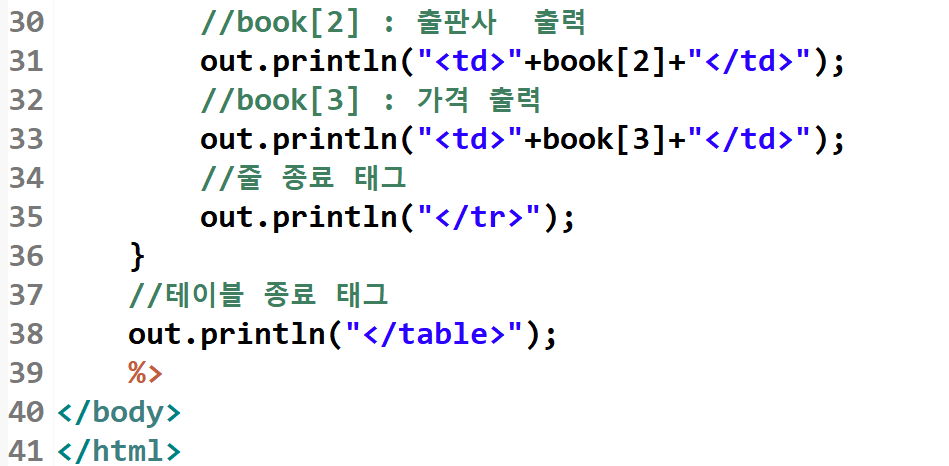 30 //book[2] : 출판사  출력
31 out.println("<td>"+book[2]+"</td>");
32 //book[3] : 가격 출력
33 out.println("<td>"+book[3]+"</td>");
34 //줄 종료 태그
35 out.println("</tr>");
36 }
37 //테이블 종료 태그
38 out.println("</table>");
39 %>
40 </body>
41 </html>